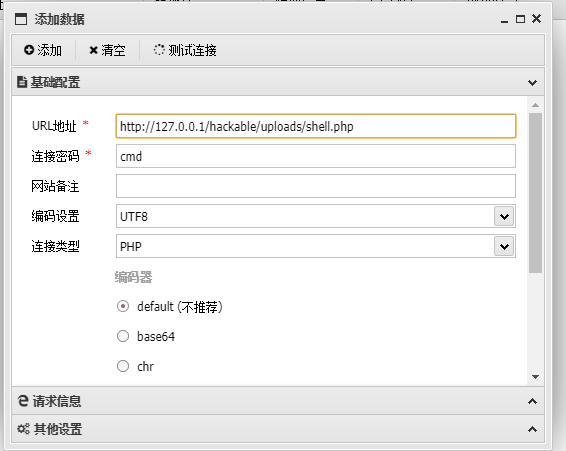 添加数据
添加 清空 测试连接
基础配置
URL地址 * http://127.0.0.1/hackable/uploads/shell.php
连接密码 * cmd
网站备注
编码设置 UTF8
连接类型 PHP
编码器
default (不推荐)
base64
chr
请求信息
其他设置